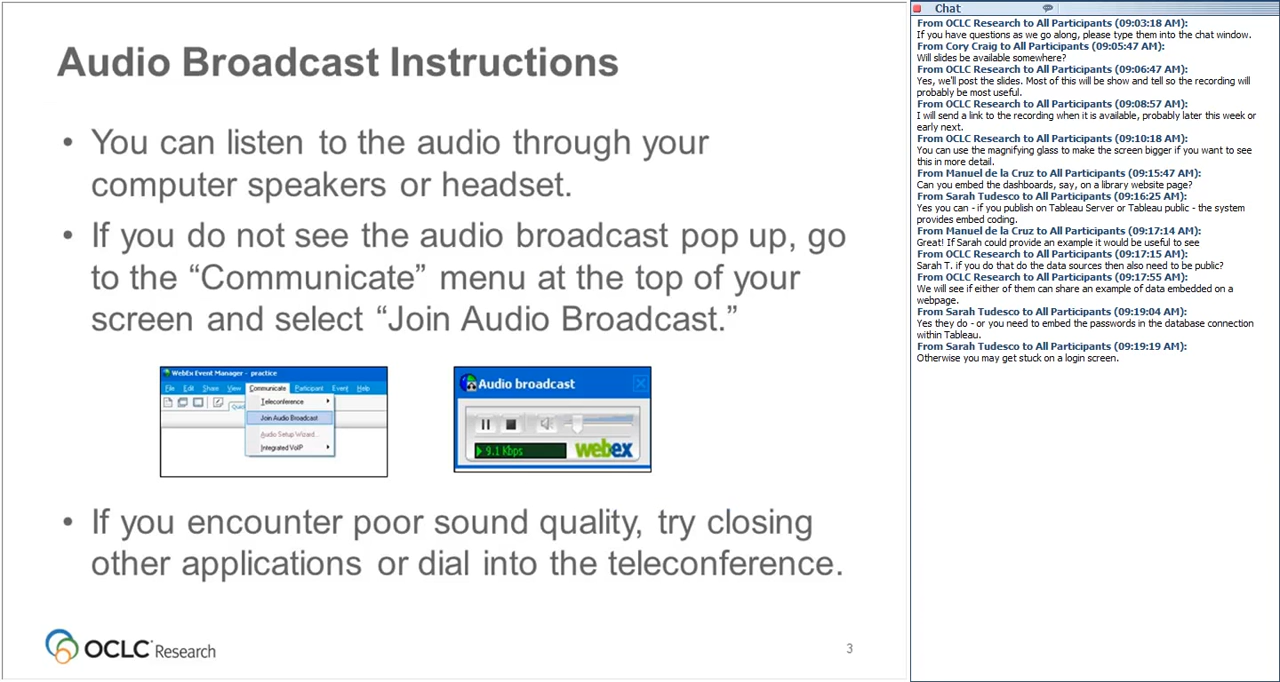 Audio Broadcast Instructions
• You can listen to the audio through your
computer speakers or headset.
• If you do not see the audio broadcast pop up, go
to the “Communicate” menu at the top of your
screen and select “Join Audio Broadcast.”
WebEx Event Manager - practice
File Edit Share View Communicate Participant Event Help
Teleconference
Join Audio Broadcast
Audio Setup Wizard...
Integrated VoIP
Audio broadcast
9.1 Kbps
webex
• If you encounter poor sound quality, try closing
other applications or dial into the teleconference.
OCLC Research
3
Chat
From OCLC Research to All Participants (09:03:18 AM):
If you have questions as we go along, please type them into the chat window.
From Cory Craig to All Participants (09:05:47 AM):
Will slides be available somewhere?
From OCLC Research to All Participants (09:06:47 AM):
Yes, we'll post the slides. Most of this will be show and tell so the recording will
probably be most useful.
From OCLC Research to All Participants (09:08:57 AM):
I will send a link to the recording when it is available, probably later this week or
early next.
From OCLC Research to All Participants (09:10:18 AM):
You can use the magnifying glass to make the screen bigger if you want to see
this in more detail.
From Manuel de la Cruz to All Participants (09:15:47 AM):
Can you embed the dashboards, say, on a library website page?
From Sarah Tudesco to All Participants (09:16:25 AM):
Yes you can - if you publish on Tableau Server or Tableau public - the system
provides embed coding.
From Manuel de la Cruz to All Participants (09:17:14 AM):
Great! If Sarah could provide an example it would be useful to see
From OCLC Research to All Participants (09:17:15 AM):
Sarah T. if you do that do the data sources then also need to be public?
From OCLC Research to All Participants (09:17:55 AM):
We will see if either of them can share an example of data embedded on a
webpage.
From Sarah Tudesco to All Participants (09:19:04 AM):
Yes they do - or you need to embed the passwords in the database connection
within Tableau.
From Sarah Tudesco to All Participants (09:19:19 AM):
Otherwise you may get stuck on a login screen.